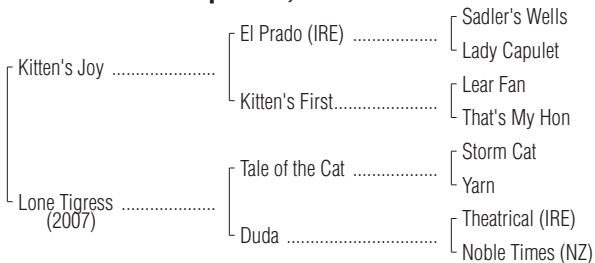 Sadler's Wells
El Prado (IRE) ..................
Lady Capulet
Kitten's Joy ......................
Lear Fan
Kitten's First......................
That's My Hon
Storm Cat
Tale of the Cat ..................
Yarn
Lone Tigress ....................
(2007)
Theatrical (IRE)
Duda ................................
Noble Times (NZ)